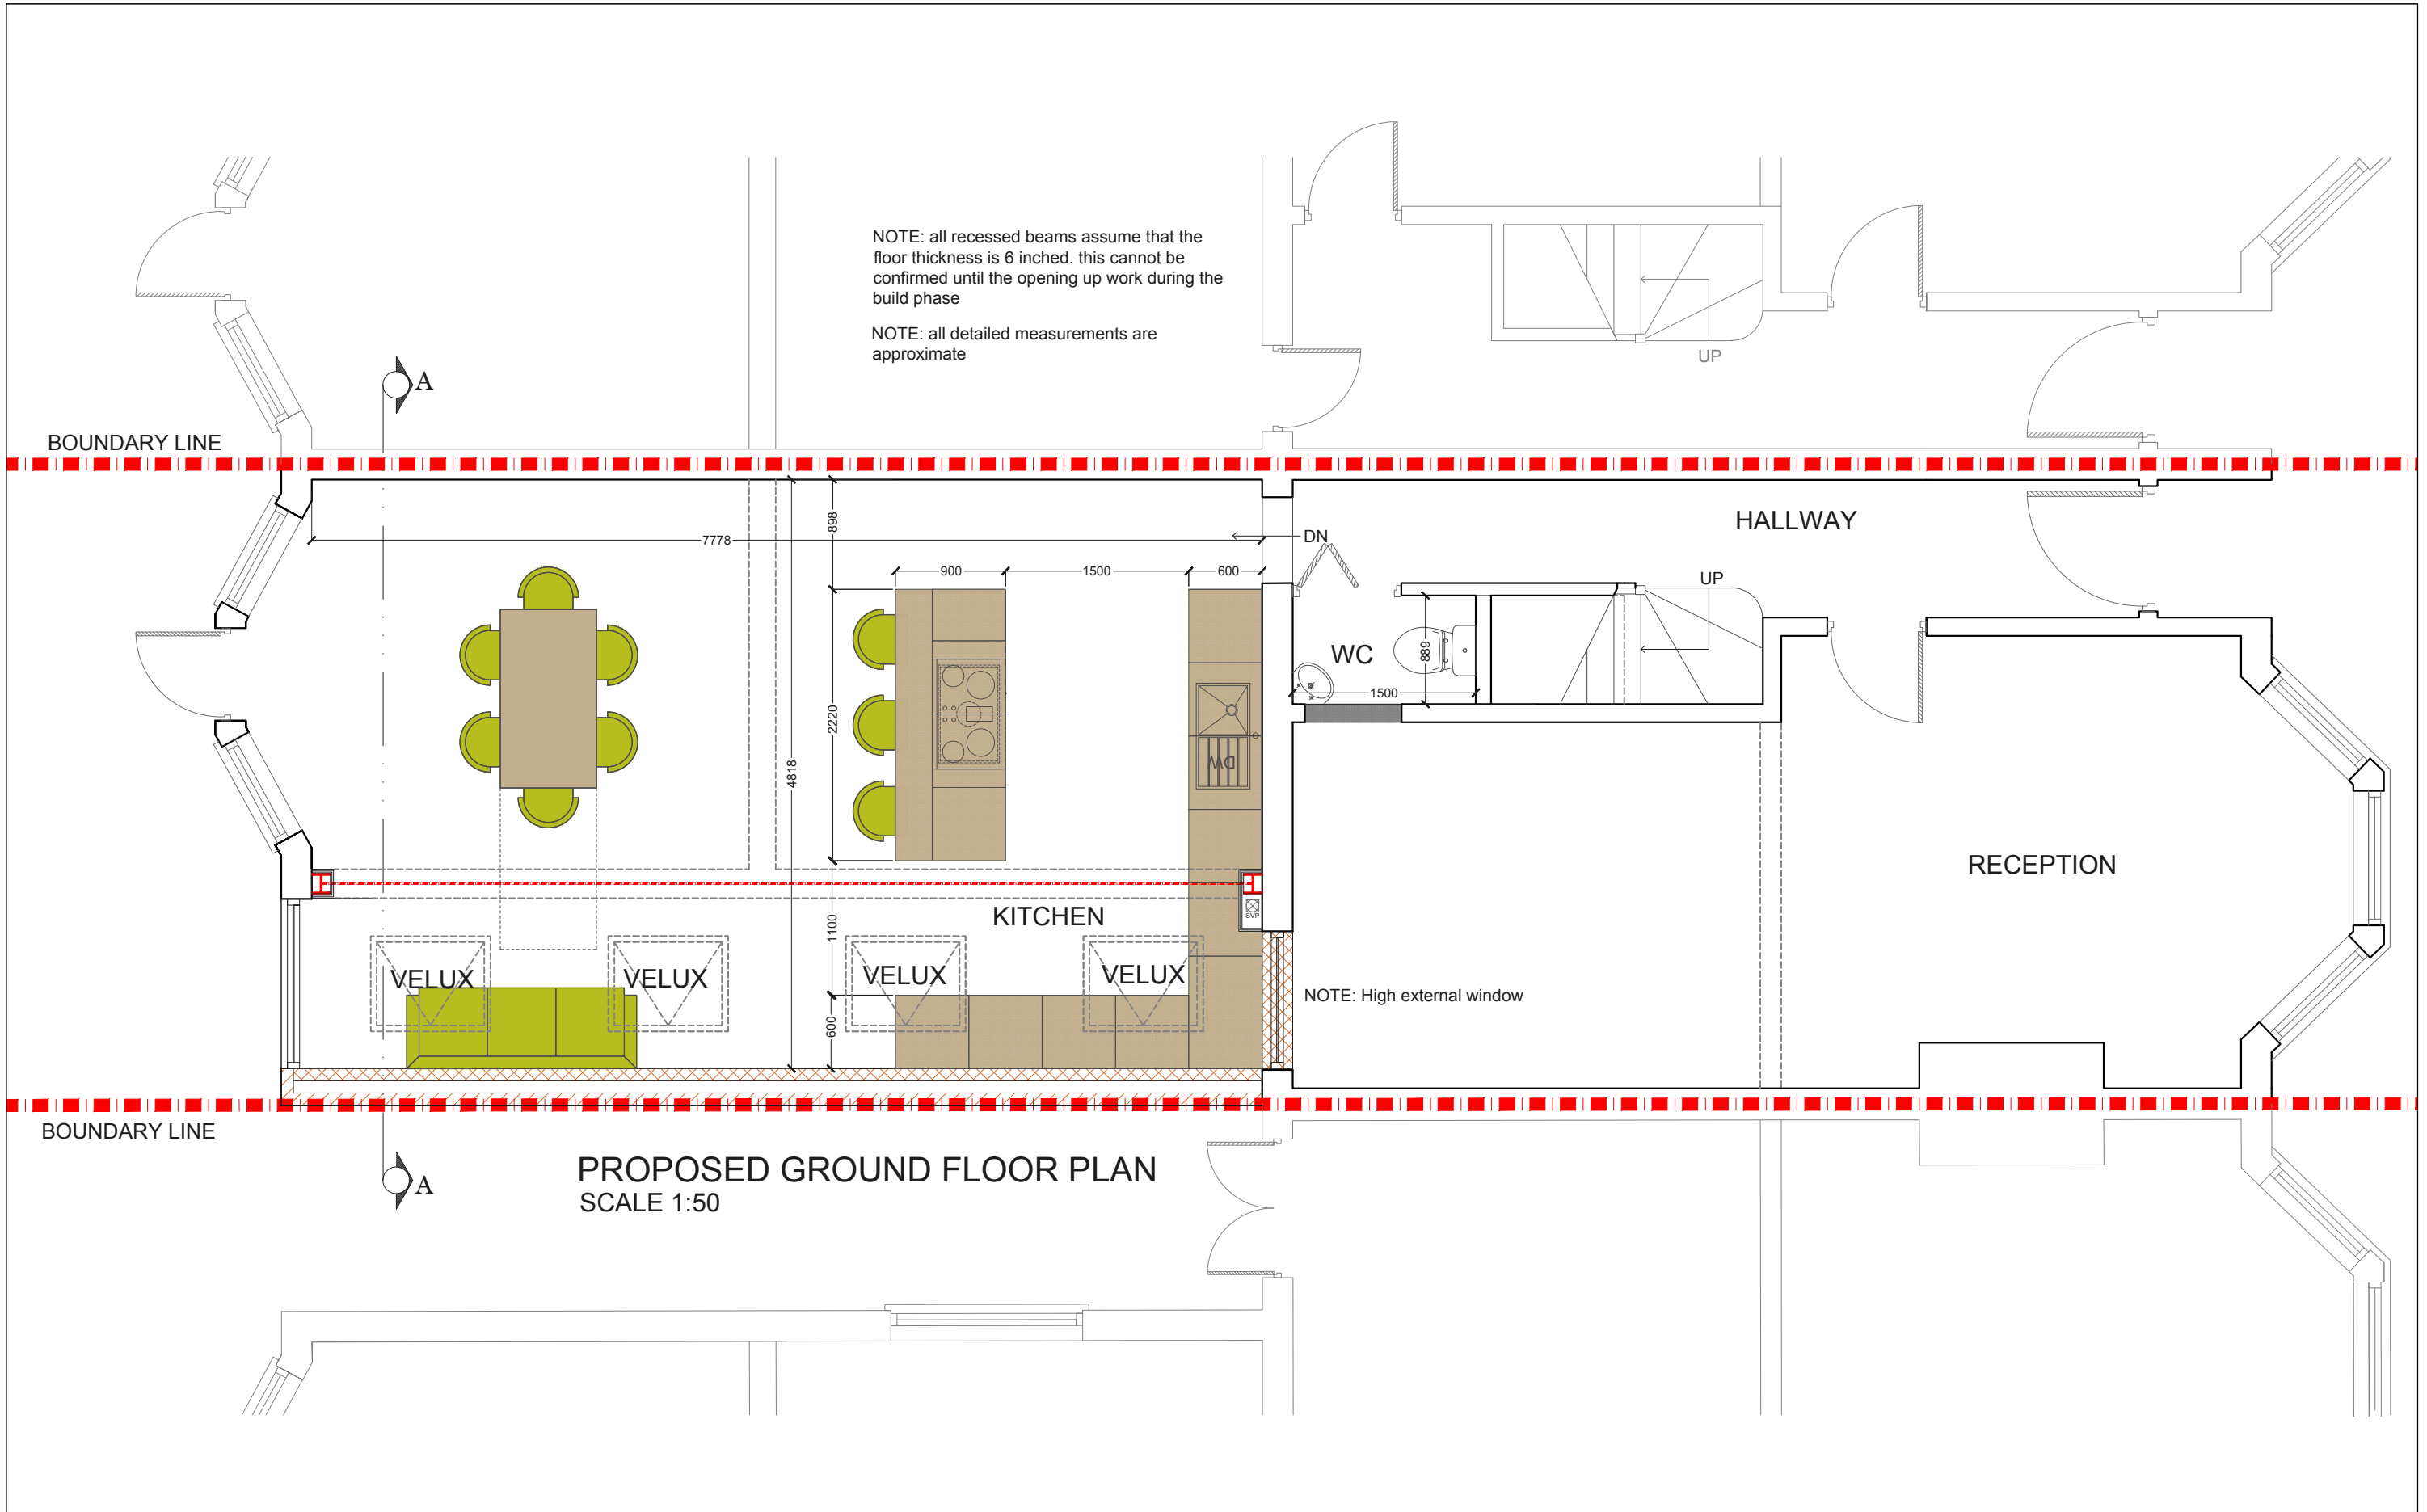 NOTE: all recessed beams assume that the
floor thickness is 6 inched. this cannot be
confirmed until the opening up work during the
build phase
NOTE: all detailed measurements are
approximate
UP
A
BOUNDARY LINE
898
7778
DN
HALLWAY
900
1500
600
UP
WC
889
1500
2220
4818
DW
RECEPTION
KITCHEN
SVP
1100
VELUX
VELUX
VELUX
VELUX
NOTE: High external window
600
BOUNDARY LINE
A
PROPOSED GROUND FLOOR PLAN
SCALE 1:50